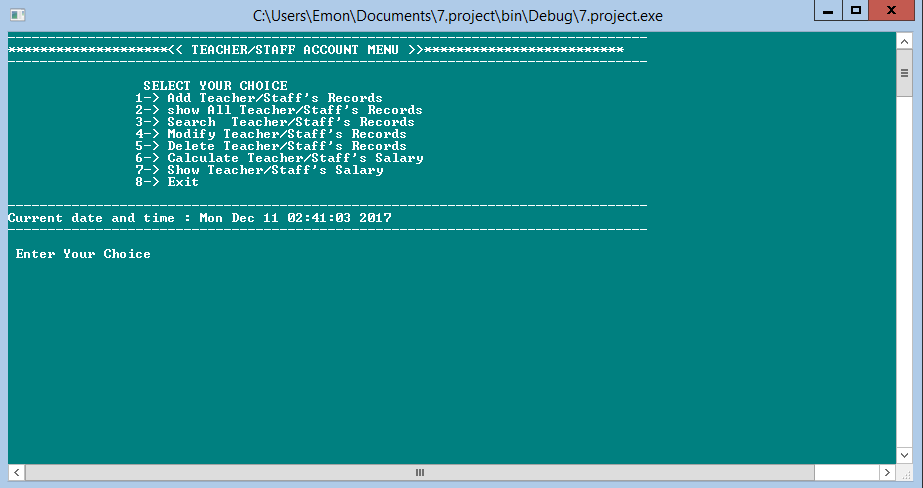 C:\Users\Emon\Documents\7.project\bin\Debug\7.project.exe
--------------------------------------------------------------------------------
********************<< TEACHER/STAFF ACCOUNT MENU >>*************************
--------------------------------------------------------------------------------
SELECT YOUR CHOICE
1-> Add Teacher/Staff's Records
2-> show All Teacher/Staff's Records
3-> Search  Teacher/Staff's Records
4-> Modify Teacher/Staff's Records
5-> Delete Teacher/Staff's Records
6-> Calculate Teacher/Staff's Salary
7-> Show Teacher/Staff's Salary
8-> Exit
--------------------------------------------------------------------------------
Current date and time : Mon Dec 11 02:41:03 2017
--------------------------------------------------------------------------------
Enter Your Choice